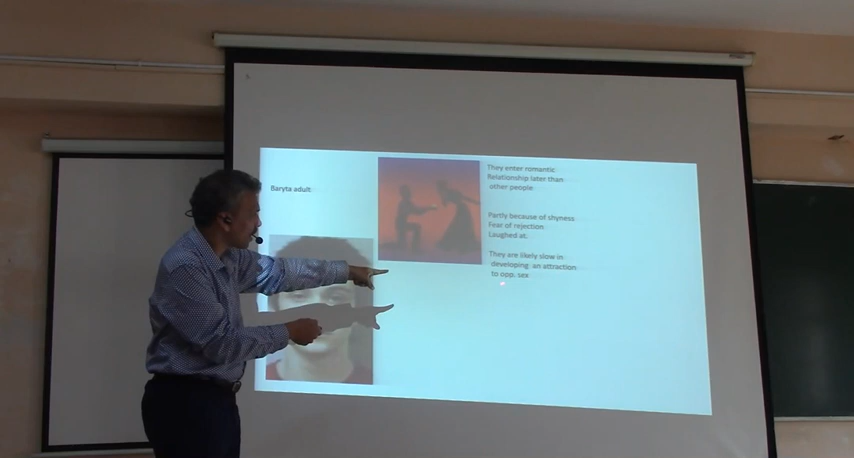 Baryta adult
They enter romantic
Relationship later than
other people
Partly because of shyness
Fear of rejection
Laughed at.
They are likely slow in
developing an attraction
to opp. sex